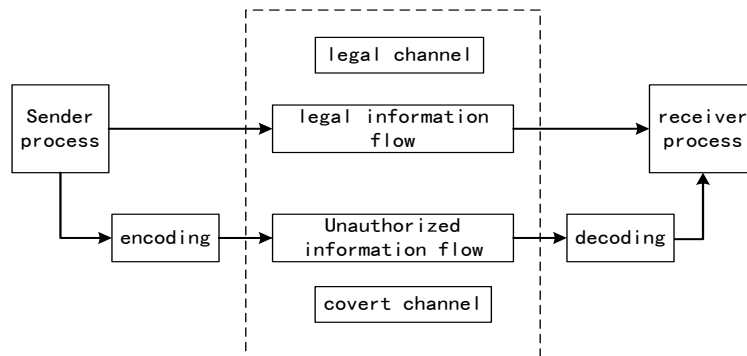 legal channel
Sender
process
legal information
flow
receiver
process
encoding
Unauthorized
information flow
decoding
covert channel